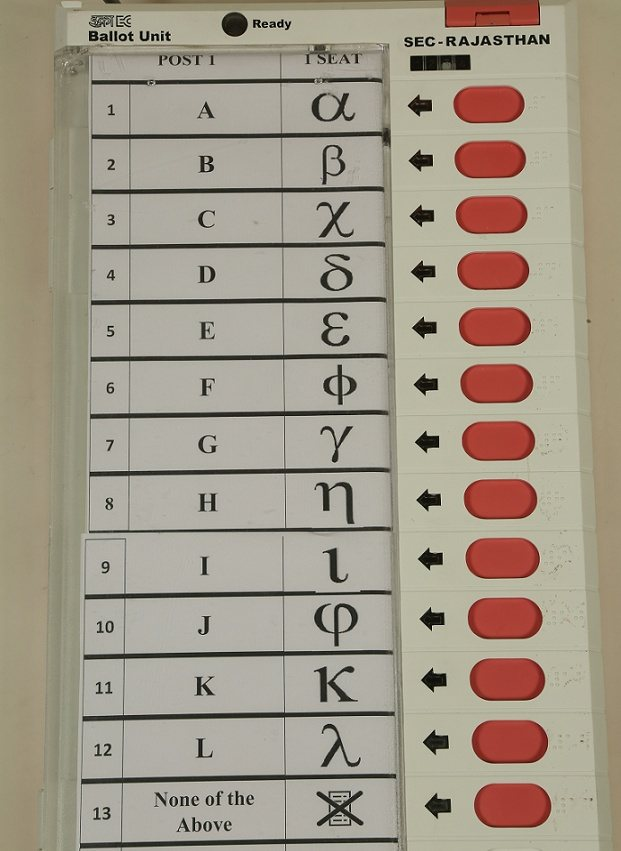 Ballot Unit
Ready
SEC-RAJASTHAN
POST 1 1 SEAT
1 A α
2 B β
3 C χ
4 D δ
5 E ε
6 F ϕ
7 G γ
8 H η
9 I ι
10 J φ
11 K κ
12 L λ
13 None of the
Above